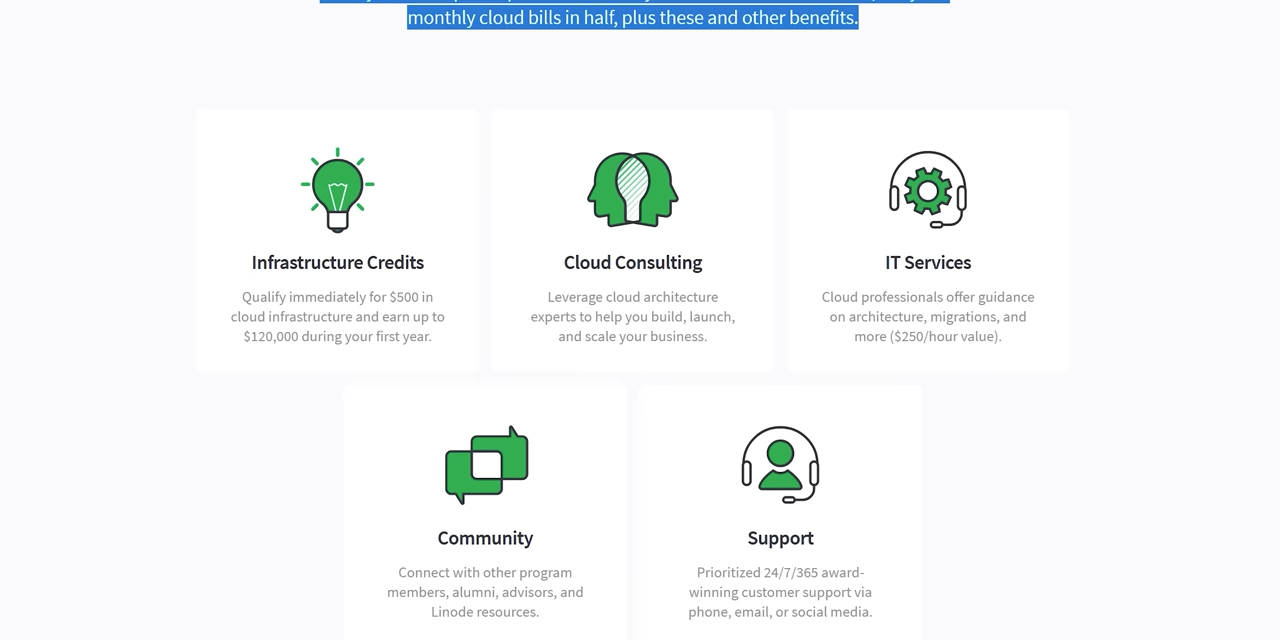 monthly cloud bills in half, plus these and other benefits.
Infrastructure Credits
Qualify immediately for $500 in
cloud infrastructure and earn up to
$120,000 during your first year.
Cloud Consulting
Leverage cloud architecture
experts to help you build, launch,
and scale your business.
IT Services
Cloud professionals offer guidance
on architecture, migrations, and
more ($250/hour value).
Community
Connect with other program
members, alumni, advisors, and
Linode resources.
Support
Prioritized 24/7/365 award-
winning customer support via
phone, email, or social media.